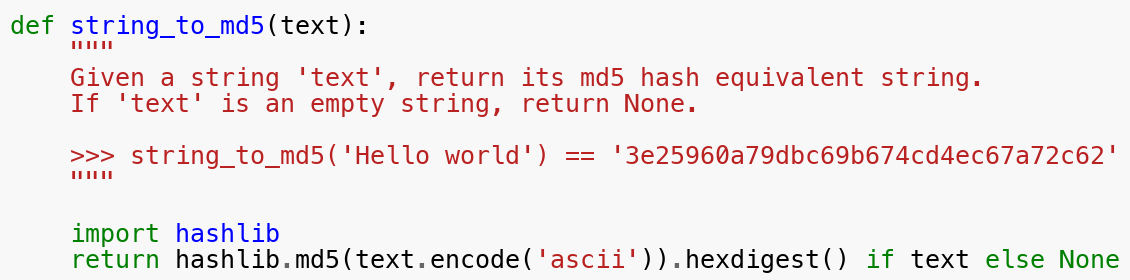 def string_to_md5(text):
    """
    Given a string 'text', return its md5 hash equivalent string.
    If 'text' is an empty string, return None.

    >>> string_to_md5('Hello world') == '3e25960a79dbc69b674cd4ec67a72c62'
    """

    import hashlib
    return hashlib.md5(text.encode('ascii')).hexdigest() if text else None